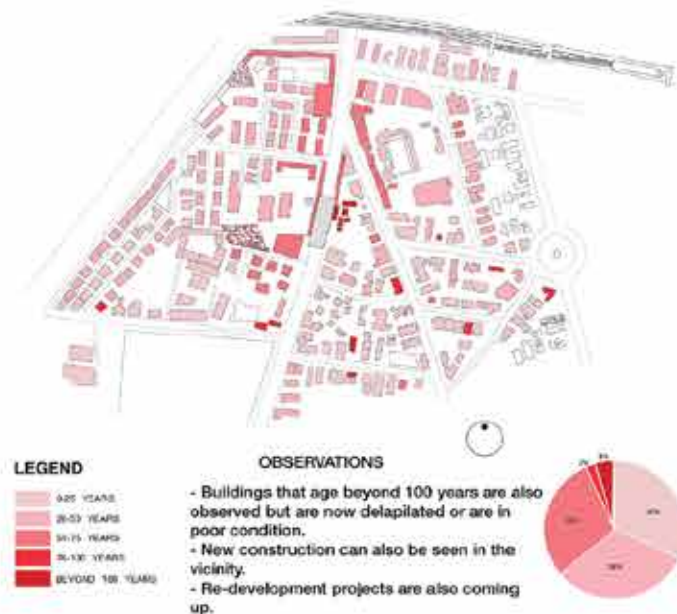 LEGEND
0-25 YEARS
26-50 YEARS
51-75 YEARS
76-100 YEARS
BEYOND 100 YEARS
OBSERVATIONS
- Buildings that age beyond 100 years are also
observed but are now delapilated or are in
poor condition.
- New construction can also be seen in the
vicinity.
- Re-development projects are also coming
up.